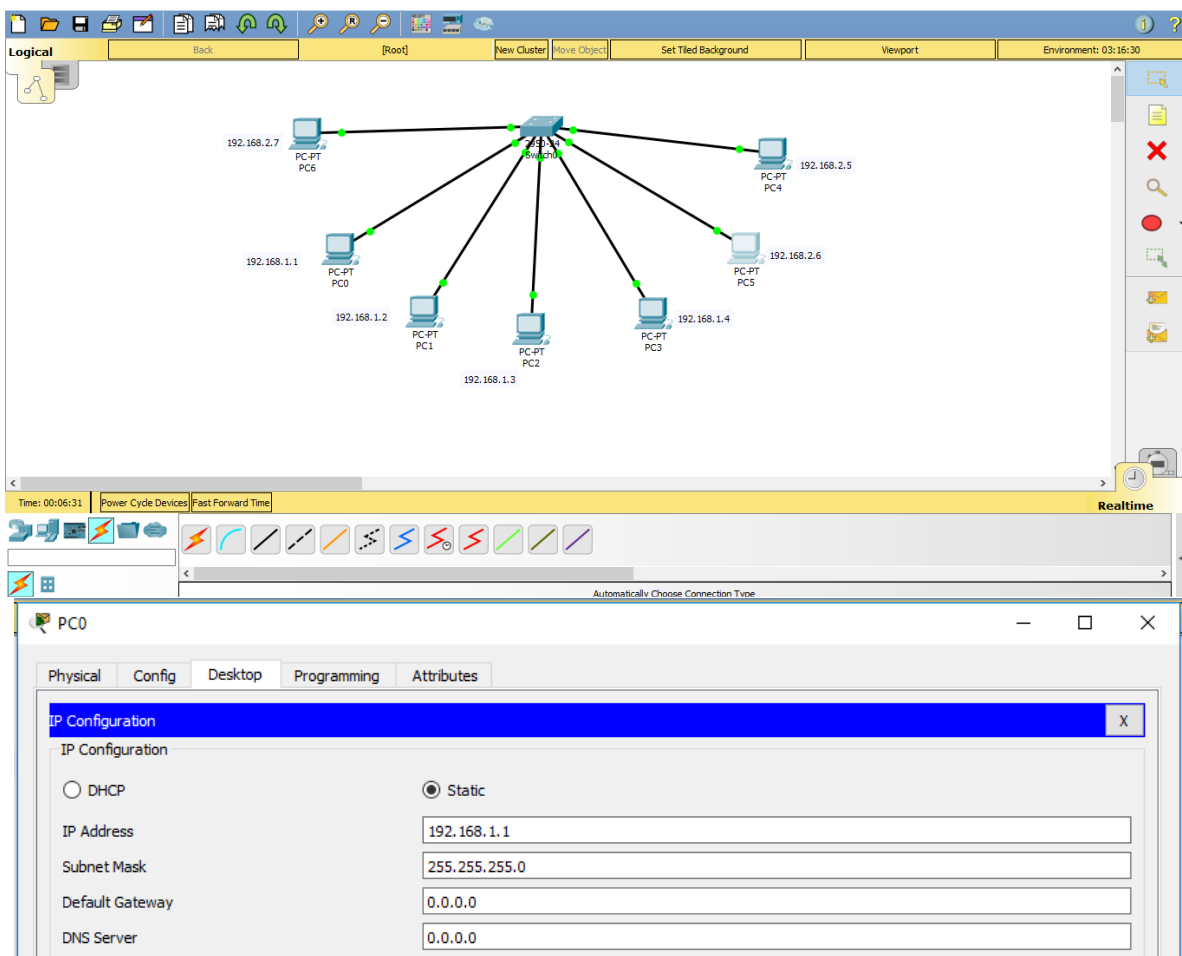 Logical
Back
[Root]
New Cluster
Move Object
Set Tiled Background
Viewport
Environment: 03:16:30
192.168.2.7
PC-PT
PC6
2950-24
Switch0
PC-PT
PC4
192.168.2.5
192.168.1.1
PC-PT
PC0
192.168.2.6
PC-PT
PC5
192.168.1.2
PC-PT
PC1
PC-PT
PC2
192.168.1.3
192.168.1.4
PC-PT
PC3
Time: 00:06:31
Power Cycle Devices
Fast Forward Time
Realtime
Automatically Choose Connection Type
PC0
Physical
Config
Desktop
Programming
Attributes
IP Configuration
X
IP Configuration
DHCP
Static
IP Address
192.168.1.1
Subnet Mask
255.255.255.0
Default Gateway
0.0.0.0
DNS Server
0.0.0.0